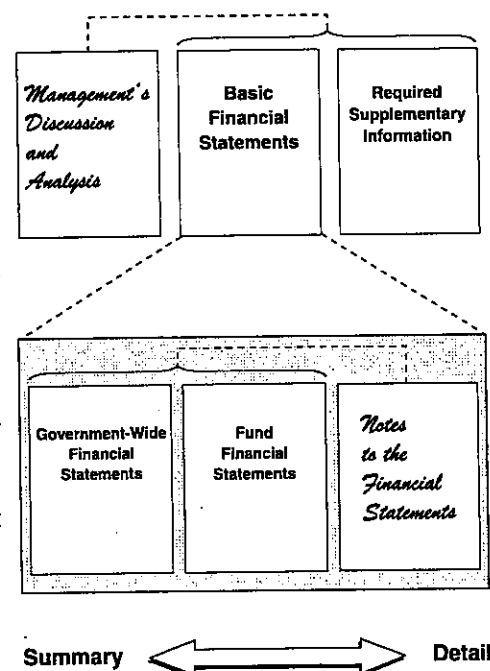 Management's
Discussion
and
Analysis
Basic
Financial
Statements
Required
Supplementary
Information
Government-Wide
Financial
Statements
Fund
Financial
Statements
Notes
to the
Financial
Statements
Summary
Detail